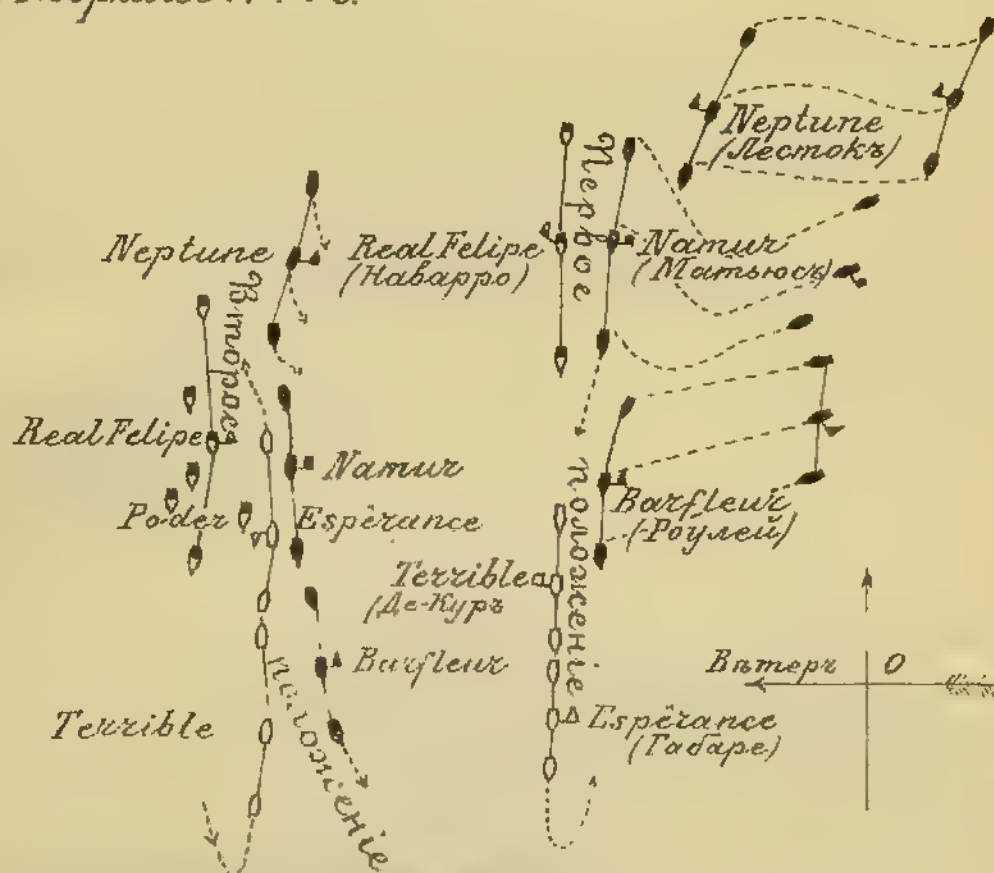 Neptune
(Лестокъ)
Первое
Neptune
Real Felipe
(Наварро)
Namur
(Матьюсъ)
Второе
Real Felipe
Namur
Barfleur
(Роулей)
Poder
Espérance
положеніе
Terrible
(Де-Куръ
Barfleur
Вѣтеръ
O
Terrible
Espérance
(Габаре)
положеніе